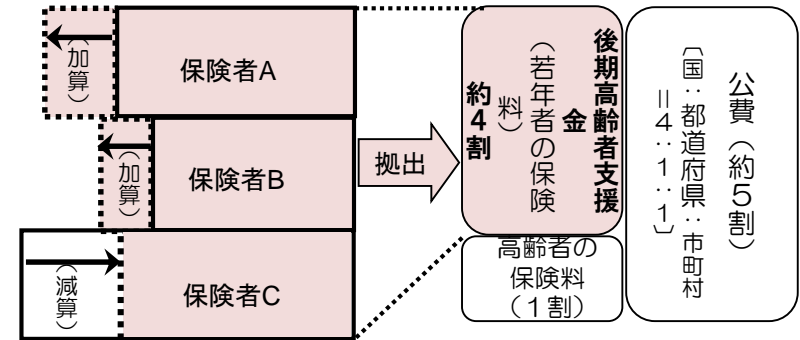 （加算）
保険者A
（加算）
保険者B
（減算）
保険者C
拠出
後期高齢者支援
金
（若年者の保険
料）
約４割
高齢者の
保険料
（１割）
公費（約５割）
〔国：都道府県：市町村
＝４：１：１〕